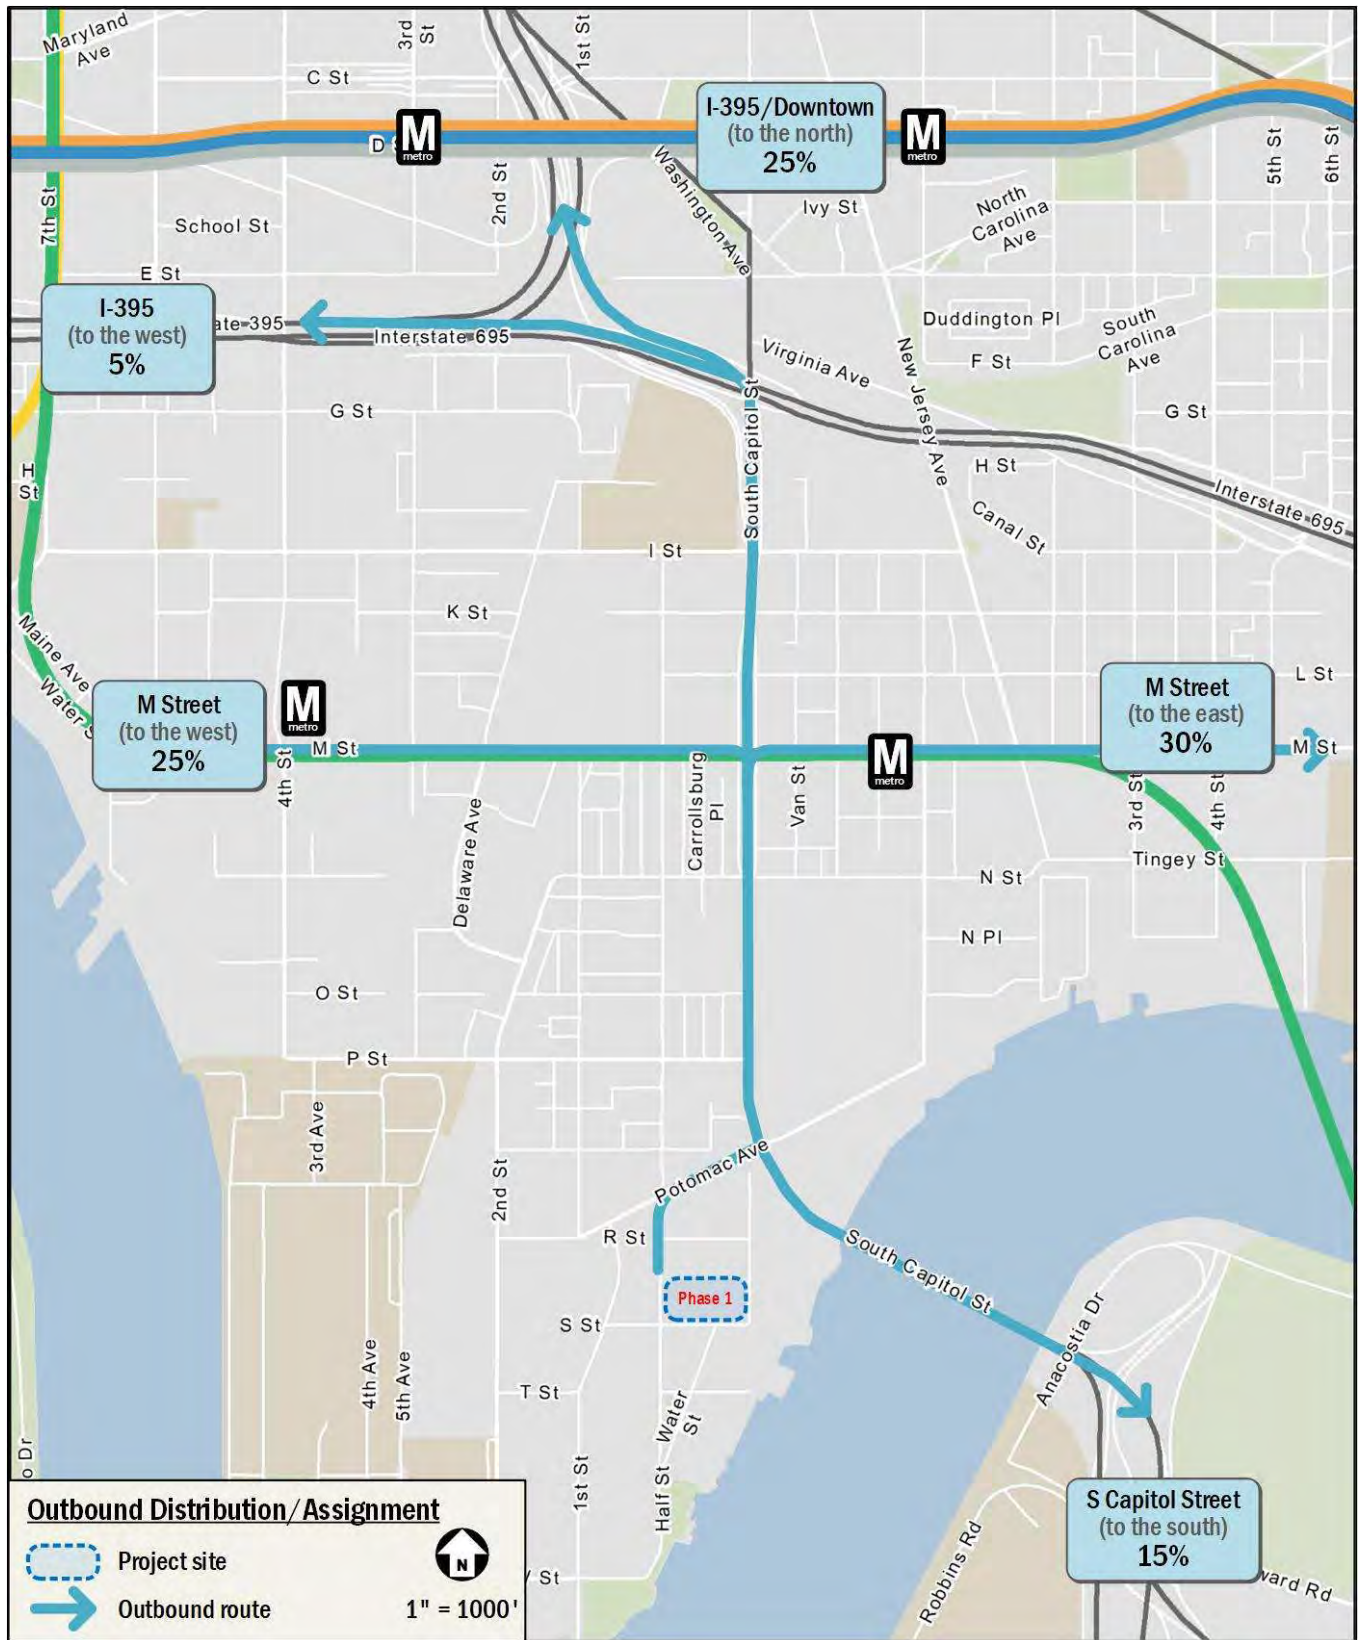 Maryland
Ave
3rd
St
1st St
C St
I-395/Downtown
(to the north)
25%
M
metro
M
metro
D
5th St
6th St
7th St
2nd St
Washington Ave
Ivy St
North
Carolina
Ave
School St
E St
I-395
(to the west)
5%
ate 395
Interstate 695
Duddington Pl
South
Carolina
Ave
Virginia Ave
F St
New Jersey Ave
South Capitol St
G St
G St
H
St
H St
Interstate 695
Canal St
I St
K St
Maine Ave
Water S
L St
M Street
(to the west)
25%
M
metro
M Street
(to the east)
30%
M St
M St
M
metro
4th St
Carrollsburg
Pl
Van St
3rd St
4th St
Delaware Ave
Tingey St
N St
N Pl
O St
P St
3rd Ave
2nd St
Potomac Ave
R St
South Capitol St
Phase 1
S St
Anacostia Dr
4th Ave
5th Ave
T St
Water
St
o Dr
1st St
Half St
S Capitol Street
(to the south)
15%
Robbins Rd
ward Rd
V St
Outbound Distribution/Assignment
Project site
N
Outbound route
1" = 1000'